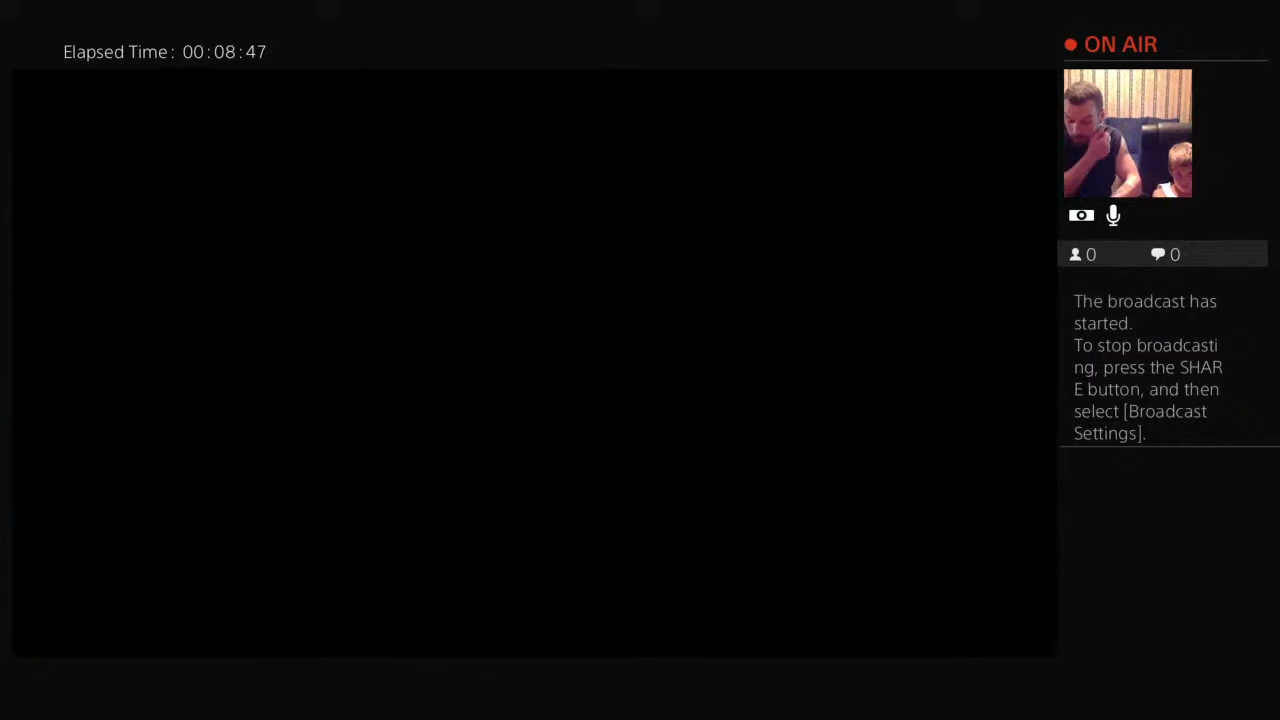 Elapsed Time: 00:08:47
ON AIR
0 0
The broadcast has
started.
To stop broadcasti
ng, press the SHAR
E button, and then
select [Broadcast
Settings].